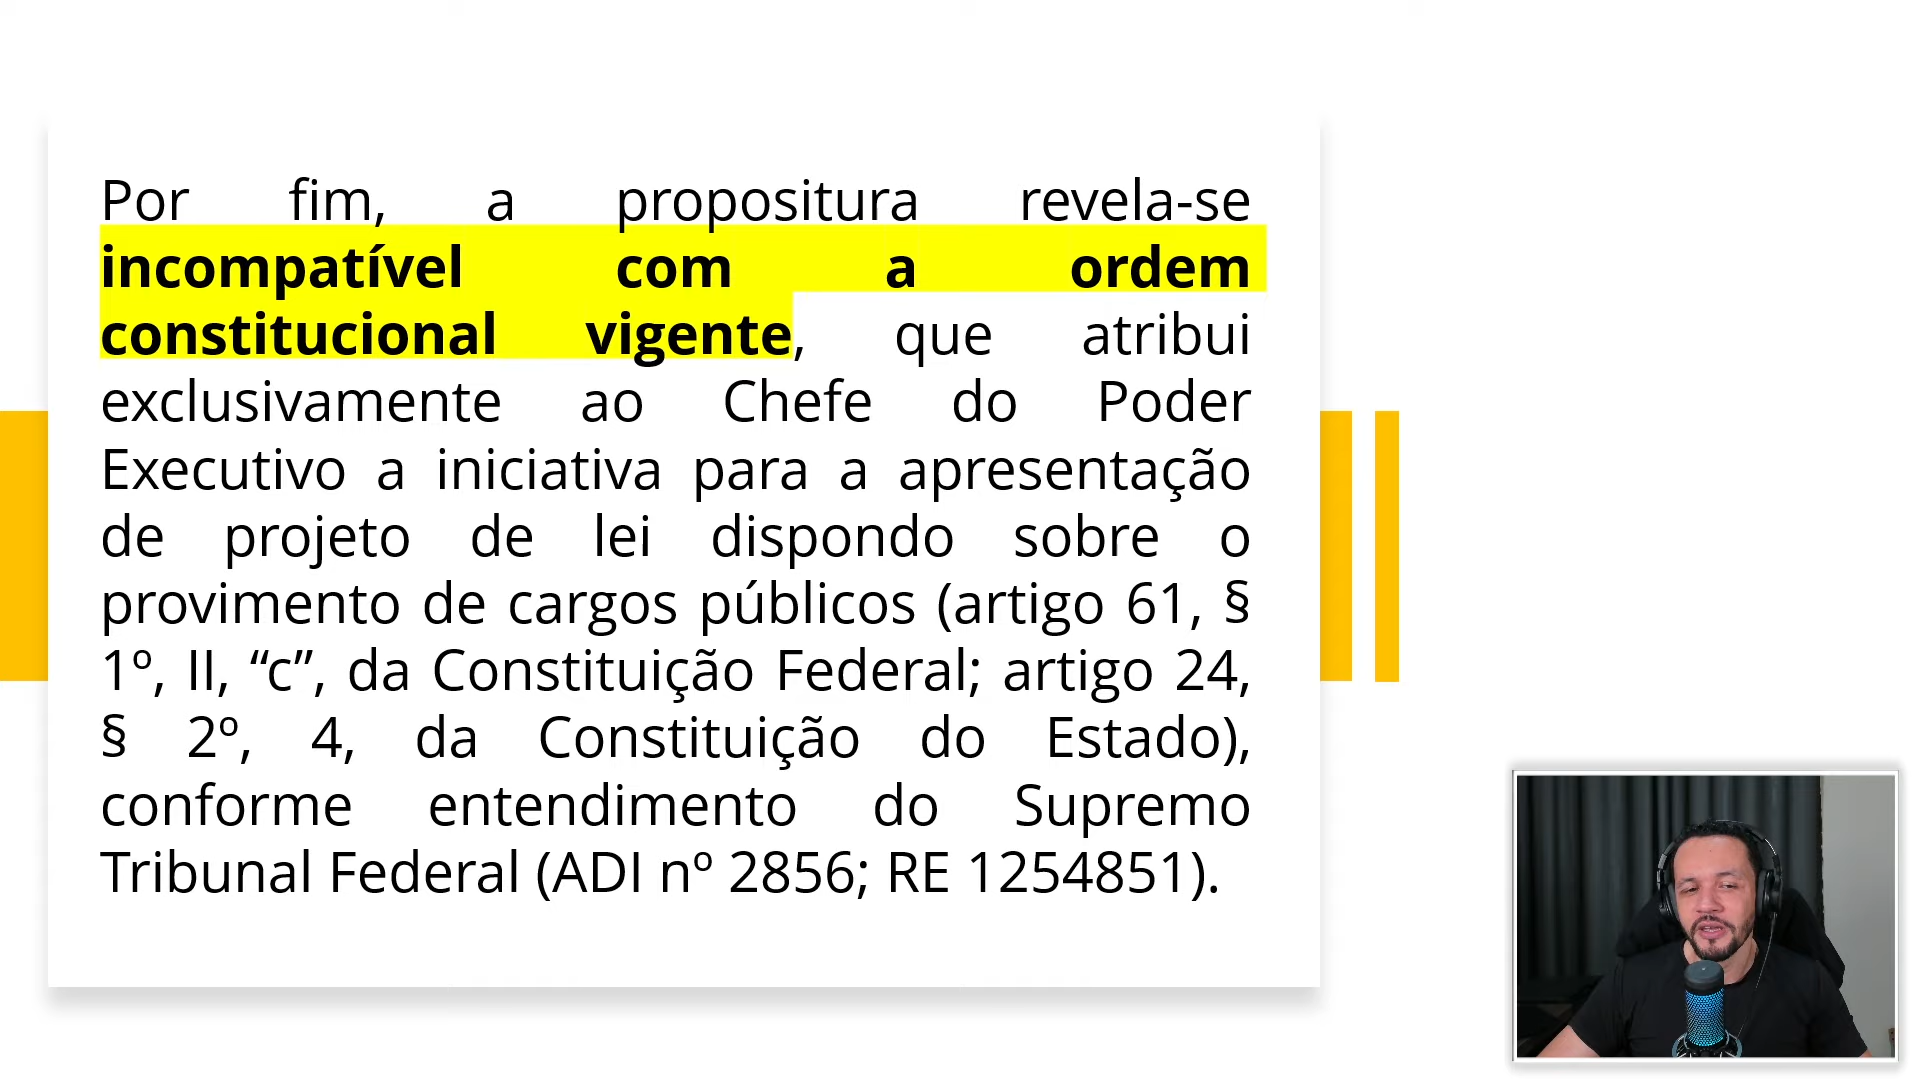 Por fim, a propositura revela-se
incompatível com a ordem
constitucional vigente, que atribui
exclusivamente ao Chefe do Poder
Executivo a iniciativa para a apresentação
de projeto de lei dispondo sobre o
provimento de cargos públicos (artigo 61, §
1º, II, “c”, da Constituição Federal; artigo 24,
§ 2º, 4, da Constituição do Estado),
conforme entendimento do Supremo
Tribunal Federal (ADI nº 2856; RE 1254851).